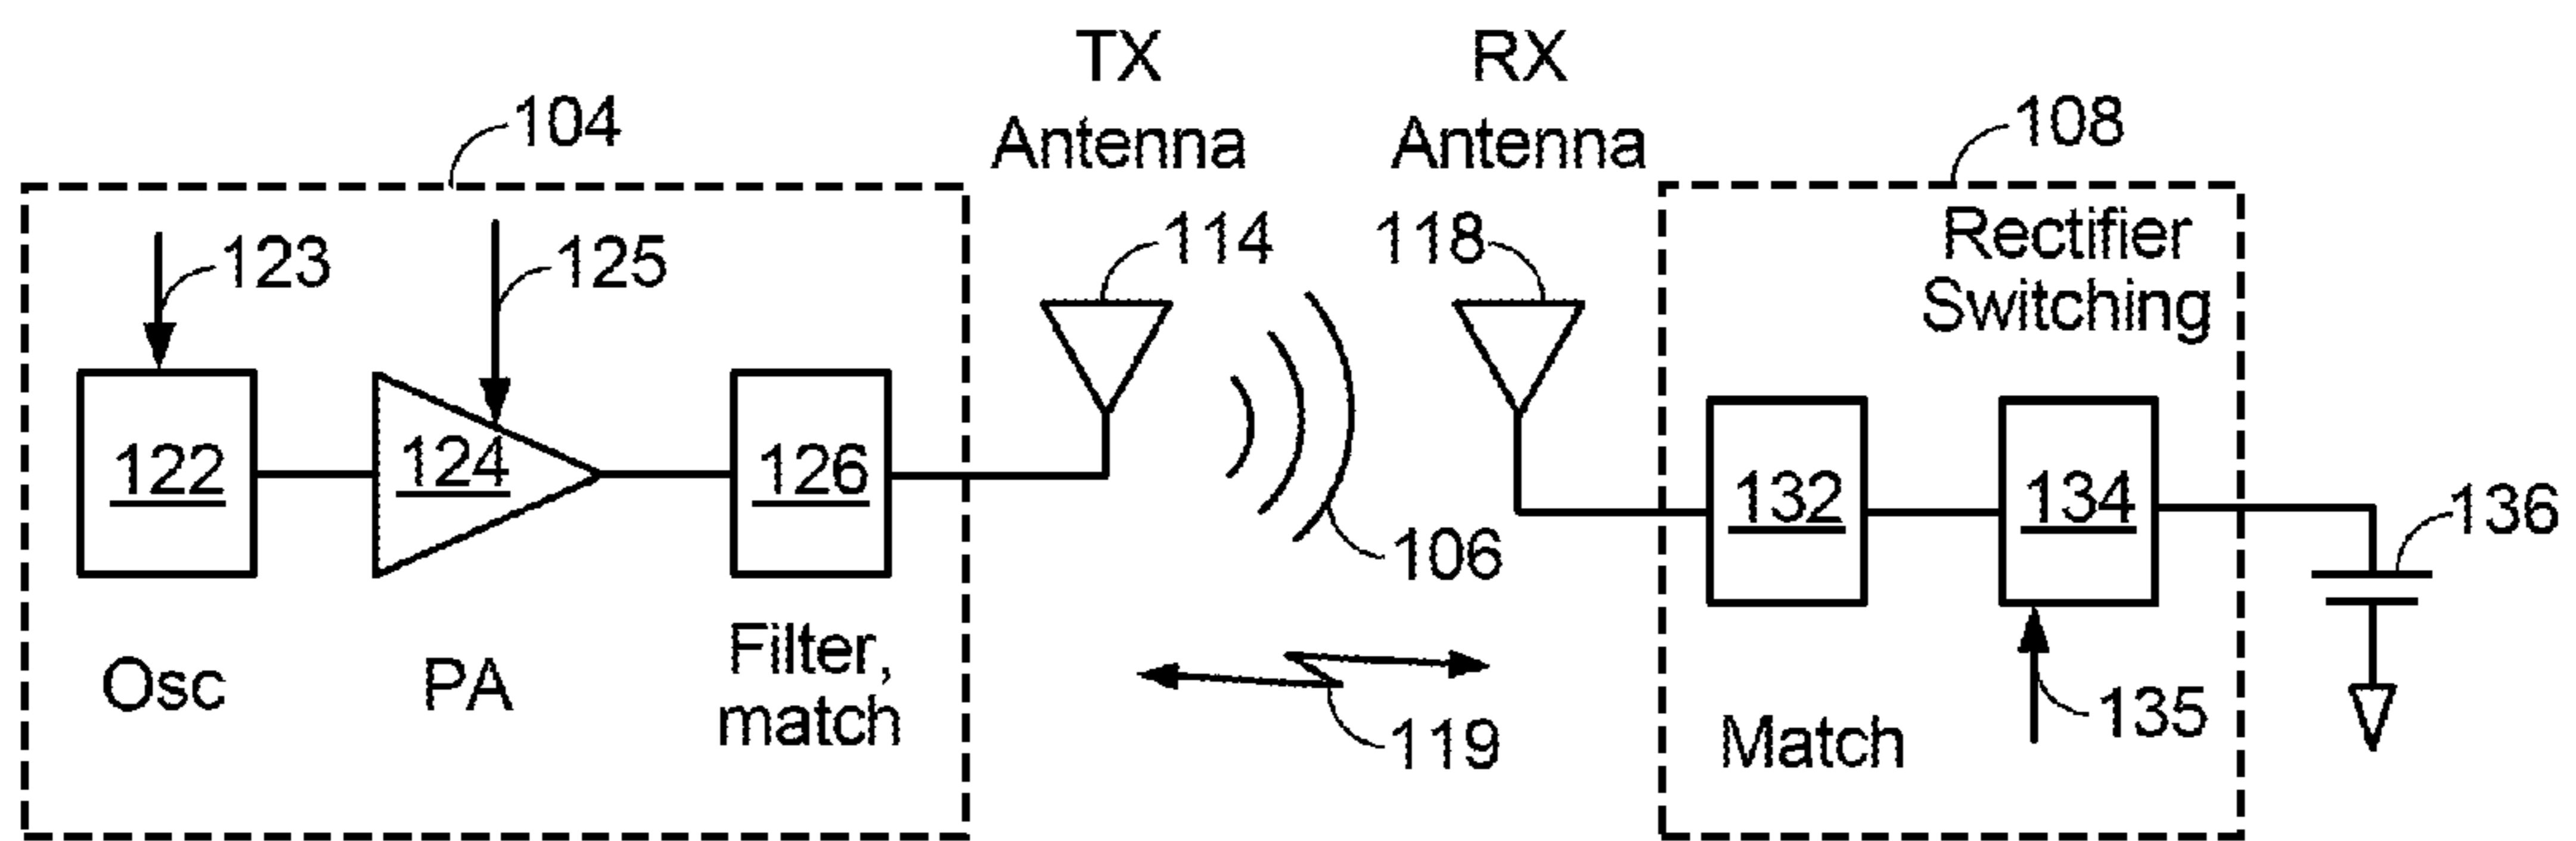 TX
Antenna
RX
Antenna
104
108
123
125
114
118
Rectifier
Switching
122
124
126
132
134
136
106
Osc
PA
Filter,
match
119
Match
135